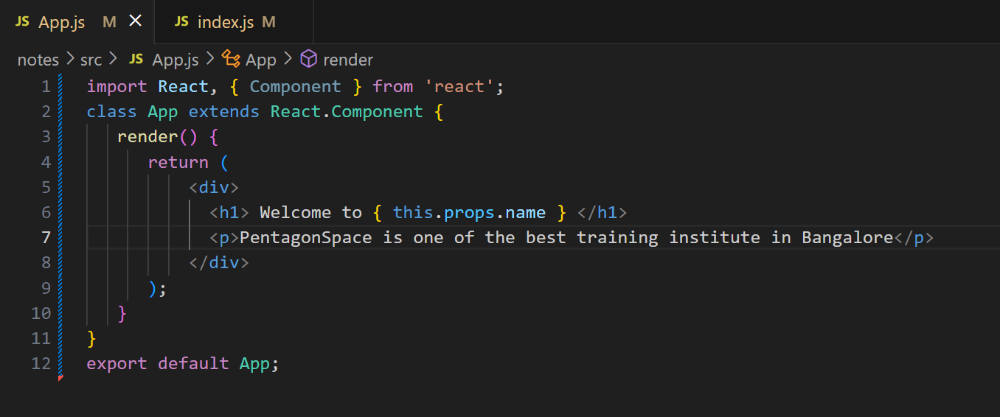 JS App.js M × JS index.js M
notes > src > JS App.js > App > render
1 import React, { Component } from 'react';
2 class App extends React.Component {
3 render() {
4 return (
5 <div>
6 <h1> Welcome to { this.props.name } </h1>
7 <p>PentagonSpace is one of the best training institute in Bangalore</p>
8 </div>
9 );
10 }
11 }
12 export default App;